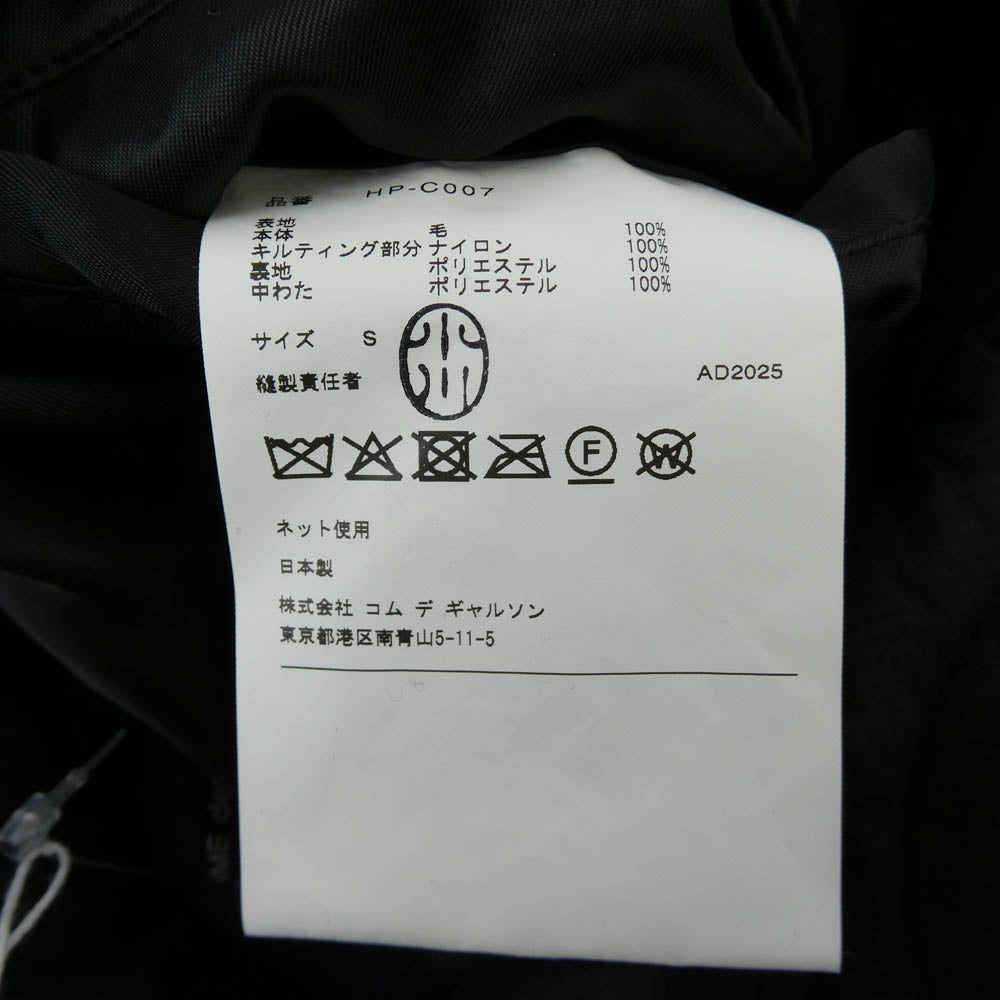 品番 HP-C007
表地
本体 毛 100%
キルティング部分 ナイロン 100%
裏地 ポリエステル 100%
中わた ポリエステル 100%
サイズ S
縫製責任者
AD2025
F W
ネット使用
日本製
株式会社 コム デ ギャルソン
東京都港区南青山5-11-5
ME de